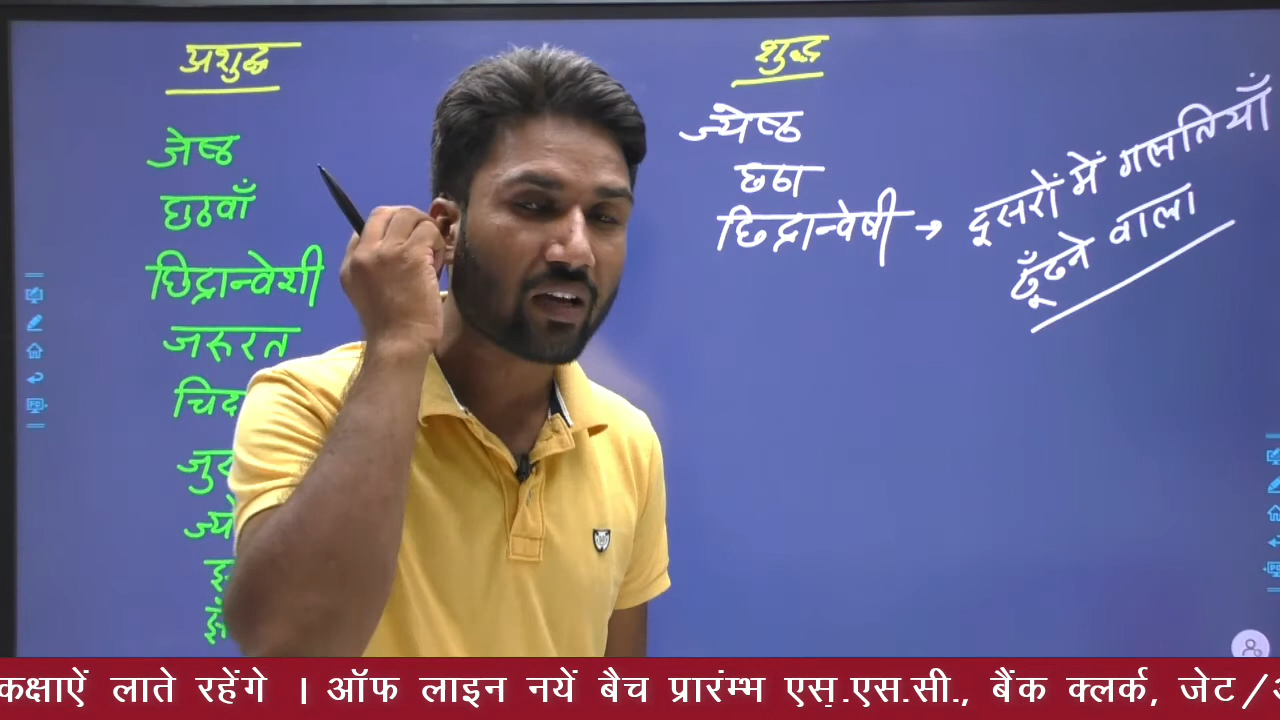 अशुद्ध
शुद्ध
जेष्ठ
छठवाँ
छिद्रान्वेशी
जरूरत
ज्येष्ठ
छठा
छिद्रान्वेषी → दूसरों में गलतियाँ
ढूँढने वाला
कक्षाऐं लाते रहेंगे । ऑफ लाइन नयें बैच प्रारंम्भ एस.एस.सी., बैंक क्लर्क, जेट/